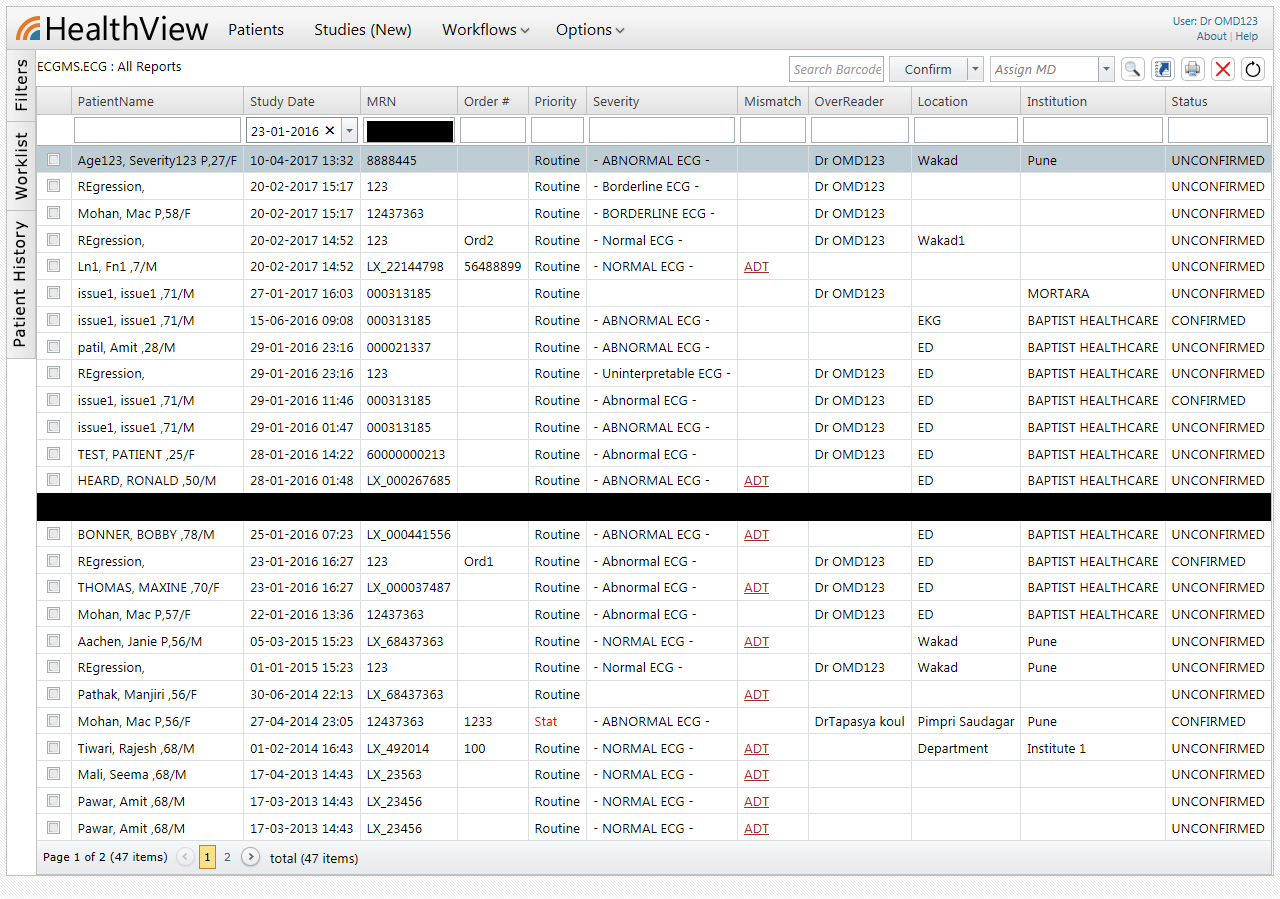 HealthView Patients Studies (New) Workflows Options User: Dr OMD123
About | Help
Filters
Worklist
Patient History
ECGMS.ECG : All Reports Search Barcode Confirm Assign MD
PatientName Study Date MRN Order # Priority Severity Mismatch OverReader Location Institution Status
23-01-2016
Age123, Severity123 P,27/F 10-04-2017 13:32 8888445 Routine - ABNORMAL ECG - Dr OMD123 Wakad Pune UNCONFIRMED
REgression, 20-02-2017 15:17 123 Routine - Borderline ECG - Dr OMD123 UNCONFIRMED
Mohan, Mac P,58/F 20-02-2017 15:17 12437363 Routine - BORDERLINE ECG - Dr OMD123 UNCONFIRMED
REgression, 20-02-2017 14:52 123 Ord2 Routine - Normal ECG - Dr OMD123 Wakad1 UNCONFIRMED
Ln1, Fn1 ,7/M 20-02-2017 14:52 LX_22144798 56488899 Routine - NORMAL ECG - ADT UNCONFIRMED
issue1, issue1 ,71/M 27-01-2017 16:03 000313185 Routine Dr OMD123 MORTARA UNCONFIRMED
issue1, issue1 ,71/M 15-06-2016 09:08 000313185 Routine - ABNORMAL ECG - EKG BAPTIST HEALTHCARE CONFIRMED
patil, Amit ,28/M 29-01-2016 23:16 000021337 Routine - ABNORMAL ECG - ED BAPTIST HEALTHCARE UNCONFIRMED
REgression, 29-01-2016 23:16 123 Routine - Uninterpretable ECG - Dr OMD123 ED BAPTIST HEALTHCARE UNCONFIRMED
issue1, issue1 ,71/M 29-01-2016 11:46 000313185 Routine - Abnormal ECG - Dr OMD123 ED BAPTIST HEALTHCARE CONFIRMED
issue1, issue1 ,71/M 29-01-2016 01:47 000313185 Routine - ABNORMAL ECG - Dr OMD123 ED BAPTIST HEALTHCARE UNCONFIRMED
TEST, PATIENT ,25/F 28-01-2016 14:22 60000000213 Routine - Abnormal ECG - Dr OMD123 ED BAPTIST HEALTHCARE UNCONFIRMED
HEARD, RONALD ,50/M 28-01-2016 01:48 LX_000267685 Routine - ABNORMAL ECG - ADT ED BAPTIST HEALTHCARE UNCONFIRMED
BONNER, BOBBY ,78/M 25-01-2016 07:23 LX_000441556 Routine - ABNORMAL ECG - ADT ED BAPTIST HEALTHCARE UNCONFIRMED
REgression, 23-01-2016 16:27 123 Ord1 Routine - Abnormal ECG - Dr OMD123 ED BAPTIST HEALTHCARE CONFIRMED
THOMAS, MAXINE ,70/F 23-01-2016 16:27 LX_000037487 Routine - Abnormal ECG - ADT Dr OMD123 ED BAPTIST HEALTHCARE UNCONFIRMED
Mohan, Mac P,57/F 22-01-2016 13:36 12437363 Routine - Abnormal ECG - Dr OMD123 ED BAPTIST HEALTHCARE UNCONFIRMED
Aachen, Janie P,56/M 05-03-2015 15:23 LX_68437363 Routine - NORMAL ECG - ADT Wakad Pune UNCONFIRMED
REgression, 01-01-2015 15:23 123 Routine - Normal ECG - Dr OMD123 Wakad Pune UNCONFIRMED
Pathak, Manjiri ,56/F 30-06-2014 22:13 LX_68437363 Routine ADT UNCONFIRMED
Mohan, Mac P,56/F 27-04-2014 23:05 12437363 1233 Stat - ABNORMAL ECG - DrTapasya koul Pimpri Saudagar Pune CONFIRMED
Tiwari, Rajesh ,68/M 01-02-2014 16:43 LX_492014 100 Routine - NORMAL ECG - ADT Department Institute 1 UNCONFIRMED
Mali, Seema ,68/M 17-04-2013 14:43 LX_23563 Routine - NORMAL ECG - ADT UNCONFIRMED
Pawar, Amit ,68/M 17-03-2013 14:43 LX_23456 Routine - NORMAL ECG - ADT UNCONFIRMED
Pawar, Amit ,68/M 17-03-2013 14:43 LX_23456 Routine - NORMAL ECG - ADT UNCONFIRMED
Page 1 of 2 (47 items) 1 2 total (47 items)